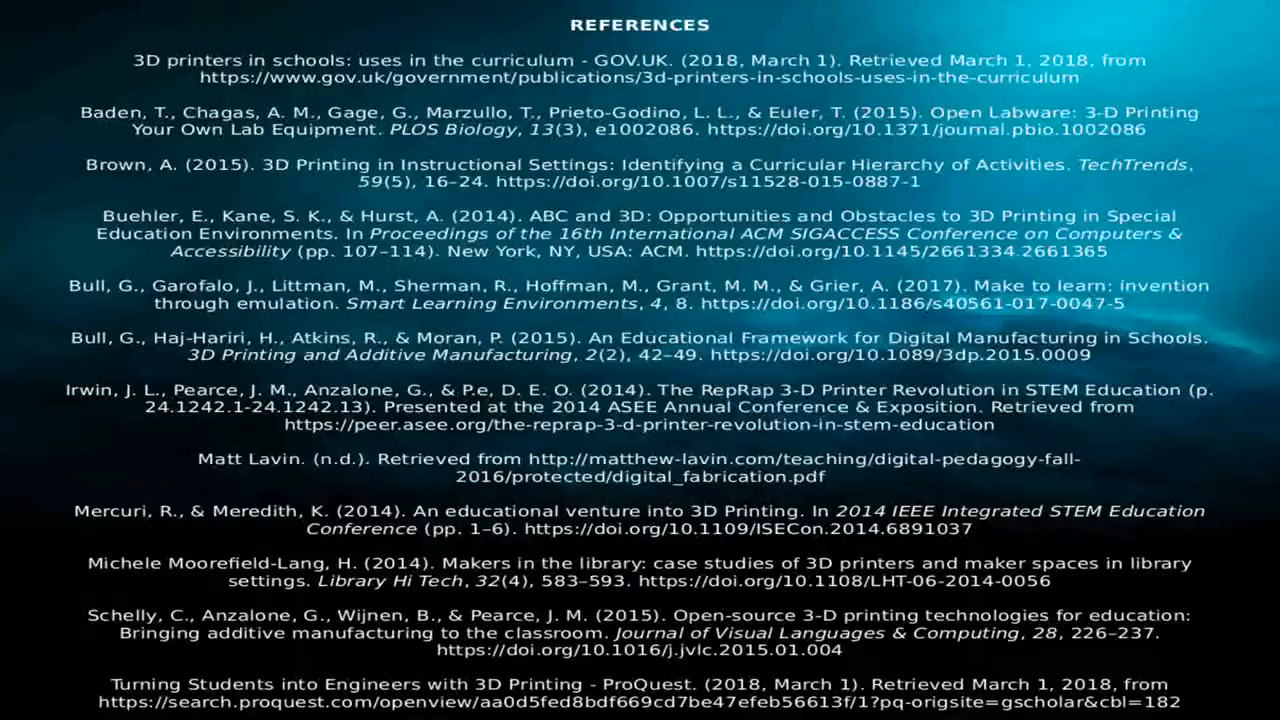 REFERENCES
3D printers in schools: uses in the curriculum - GOV.UK. (2018, March 1). Retrieved March 1, 2018, from
https://www.gov.uk/government/publications/3d-printers-in-schools-uses-in-the-curriculum
Baden, T., Chagas, A. M., Gage, G., Marzullo, T., Prieto-Godino, L. L., & Euler, T. (2015). Open Labware: 3-D Printing
Your Own Lab Equipment. PLOS Biology, 13(3), e1002086. https://doi.org/10.1371/journal.pbio.1002086
Brown, A. (2015). 3D Printing in Instructional Settings: Identifying a Curricular Hierarchy of Activities. TechTrends,
59(5), 16–24. https://doi.org/10.1007/s11528-015-0887-1
Buehler, E., Kane, S. K., & Hurst, A. (2014). ABC and 3D: Opportunities and Obstacles to 3D Printing in Special
Education Environments. In Proceedings of the 16th International ACM SIGACCESS Conference on Computers &
Accessibility (pp. 107–114). New York, NY, USA: ACM. https://doi.org/10.1145/2661334.2661365
Bull, G., Garofalo, J., Littman, M., Sherman, R., Hoffman, M., Grant, M. M., & Grier, A. (2017). Make to learn: invention
through emulation. Smart Learning Environments, 4, 8. https://doi.org/10.1186/s40561-017-0047-5
Bull, G., Haj-Hariri, H., Atkins, R., & Moran, P. (2015). An Educational Framework for Digital Manufacturing in Schools.
3D Printing and Additive Manufacturing, 2(2), 42–49. https://doi.org/10.1089/3dp.2015.0009
Irwin, J. L., Pearce, J. M., Anzalone, G., & P.e, D. E. O. (2014). The RepRap 3-D Printer Revolution in STEM Education (p.
24.1242.1-24.1242.13). Presented at the 2014 ASEE Annual Conference & Exposition. Retrieved from
https://peer.asee.org/the-reprap-3-d-printer-revolution-in-stem-education
Matt Lavin. (n.d.). Retrieved from http://matthew-lavin.com/teaching/digital-pedagogy-fall-
2016/protected/digital_fabrication.pdf
Mercuri, R., & Meredith, K. (2014). An educational venture into 3D Printing. In 2014 IEEE Integrated STEM Education
Conference (pp. 1–6). https://doi.org/10.1109/ISECon.2014.6891037
Michele Moorefield-Lang, H. (2014). Makers in the library: case studies of 3D printers and maker spaces in library
settings. Library Hi Tech, 32(4), 583–593. https://doi.org/10.1108/LHT-06-2014-0056
Schelly, C., Anzalone, G., Wijnen, B., & Pearce, J. M. (2015). Open-source 3-D printing technologies for education:
Bringing additive manufacturing to the classroom. Journal of Visual Languages & Computing, 28, 226–237.
https://doi.org/10.1016/j.jvlc.2015.01.004
Turning Students into Engineers with 3D Printing - ProQuest. (2018, March 1). Retrieved March 1, 2018, from
https://search.proquest.com/openview/aa0d5fed8bdf669cd7be47efeb56613f/1?pq-origsite=gscholar&cbl=182